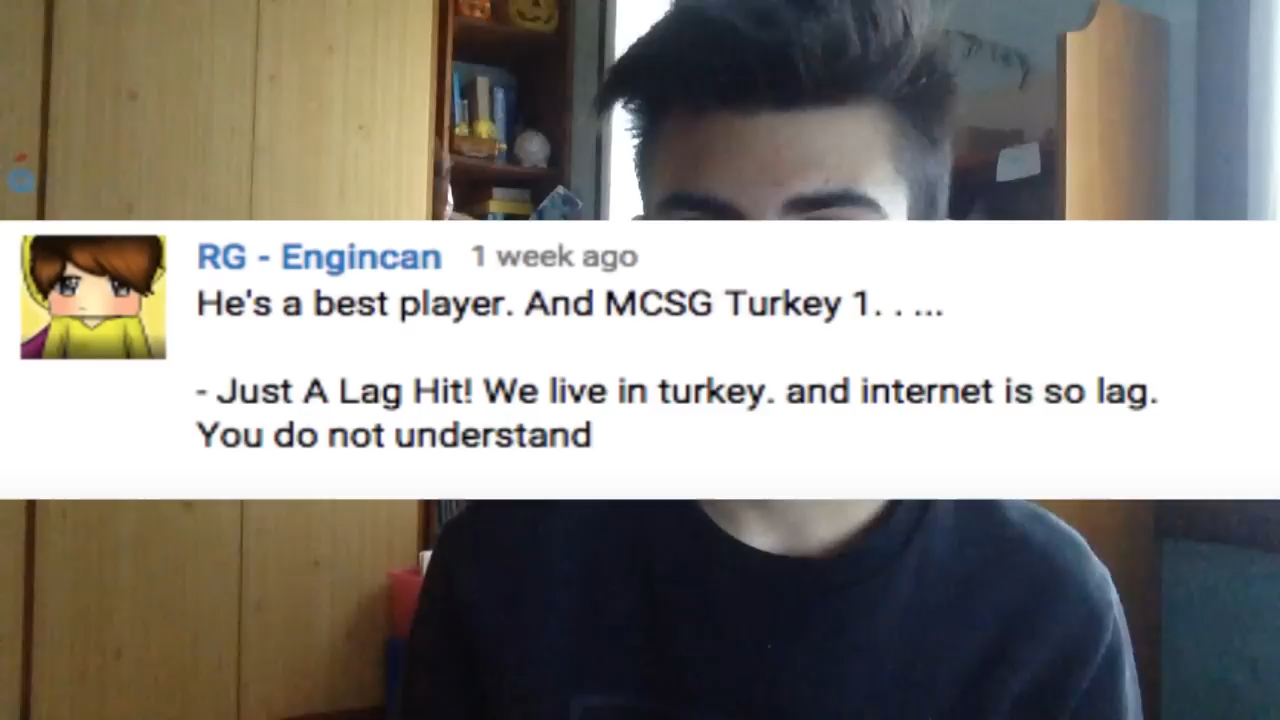 RG - Engincan 1 week ago
He's a best player. And MCSG Turkey 1. . ...
- Just A Lag Hit! We live in turkey. and internet is so lag.
You do not understand